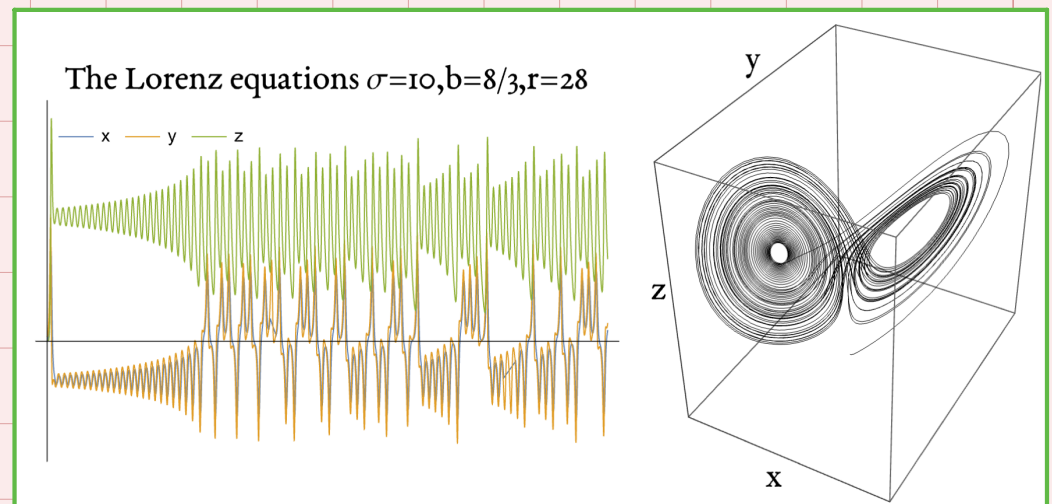 The Lorenz equations σ=10,b=8/3,r=28
x y z
y
z
x